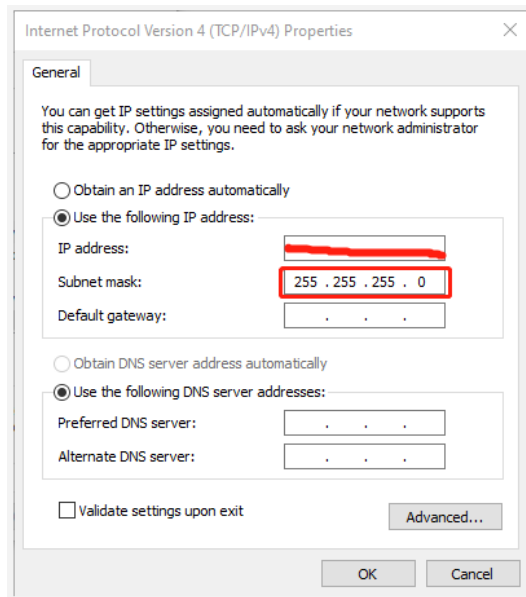 Internet Protocol Version 4 (TCP/IPv4) Properties
General
You can get IP settings assigned automatically if your network supports
this capability. Otherwise, you need to ask your network administrator
for the appropriate IP settings.
Obtain an IP address automatically
Use the following IP address:
IP address:
Subnet mask: 255 . 255 . 255 . 0
Default gateway: . . .
Obtain DNS server address automatically
Use the following DNS server addresses:
Preferred DNS server: . . .
Alternate DNS server: . . .
Validate settings upon exit
Advanced...
OK Cancel